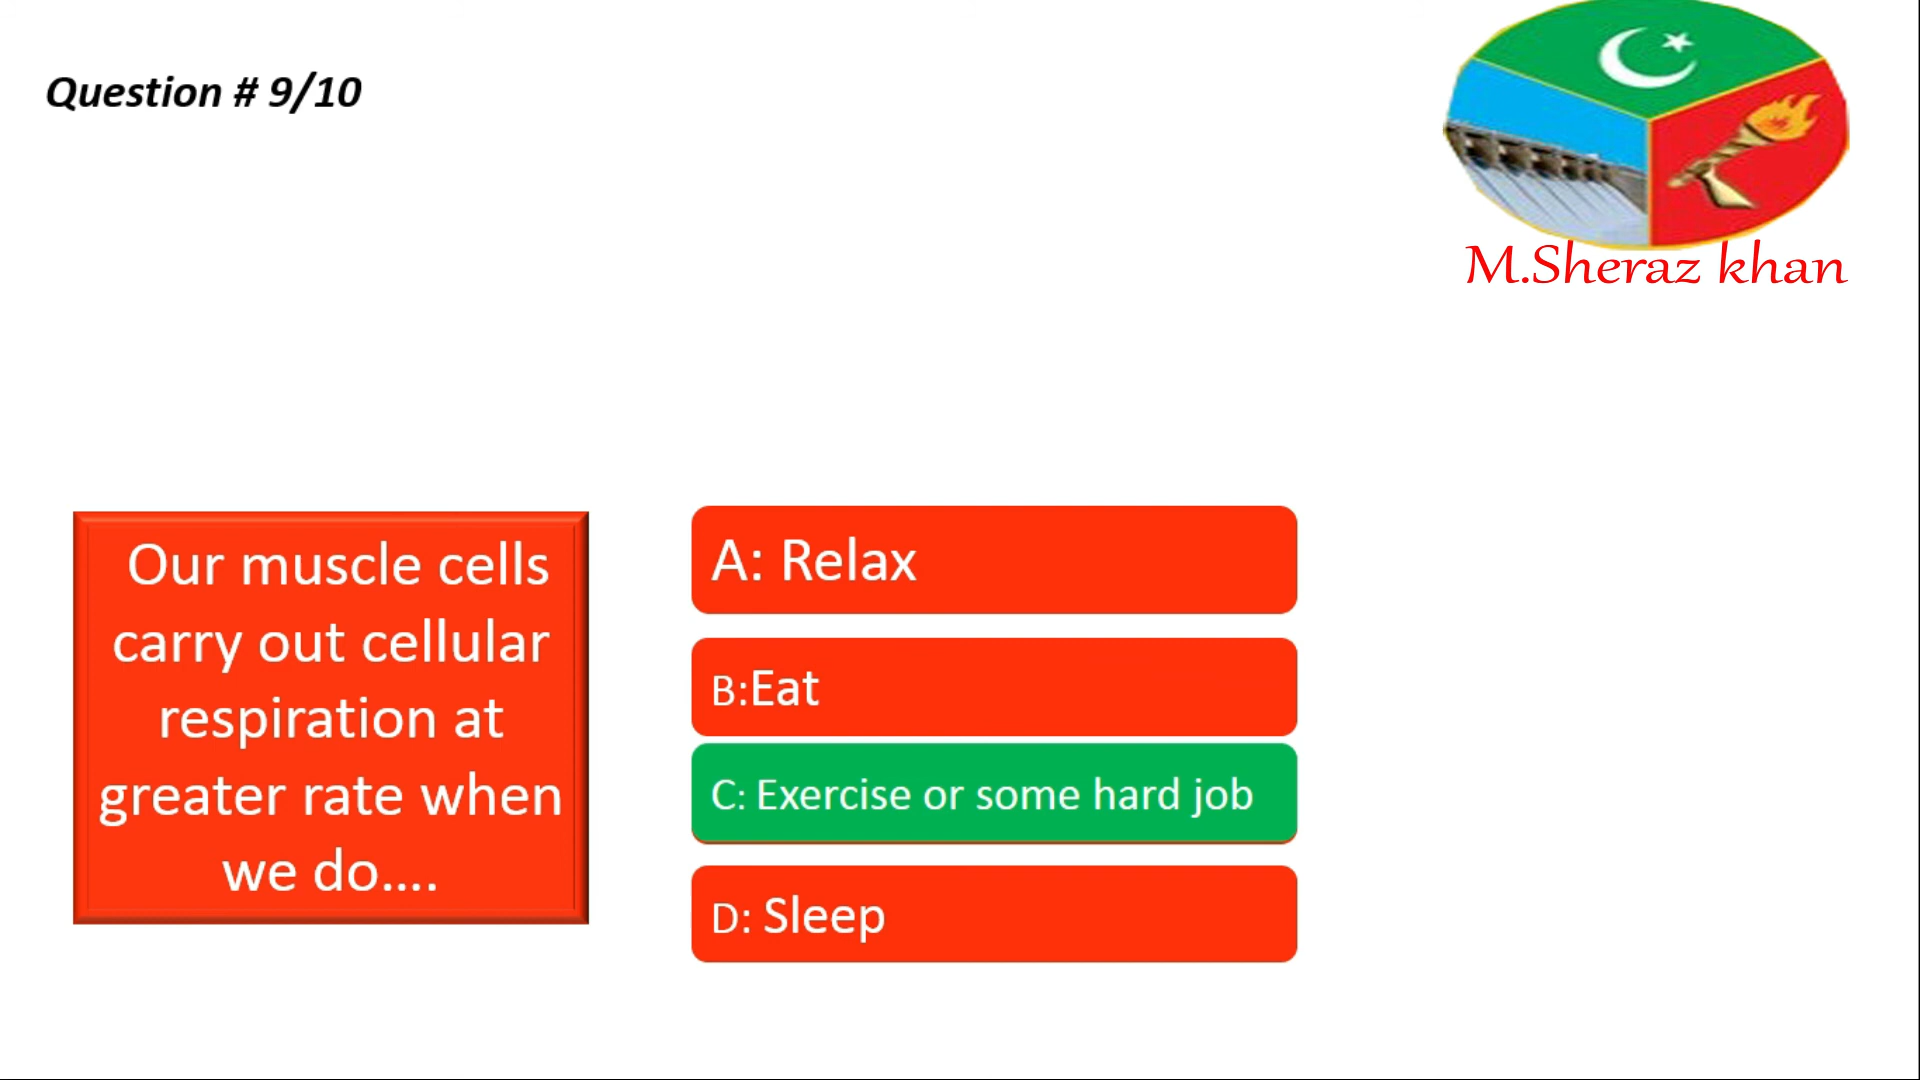 Question # 9/10
M.Sheraz khan
Our muscle cells
carry out cellular
respiration at
greater rate when
we do....
A: Relax
B:Eat
C: Exercise or some hard job
D: Sleep